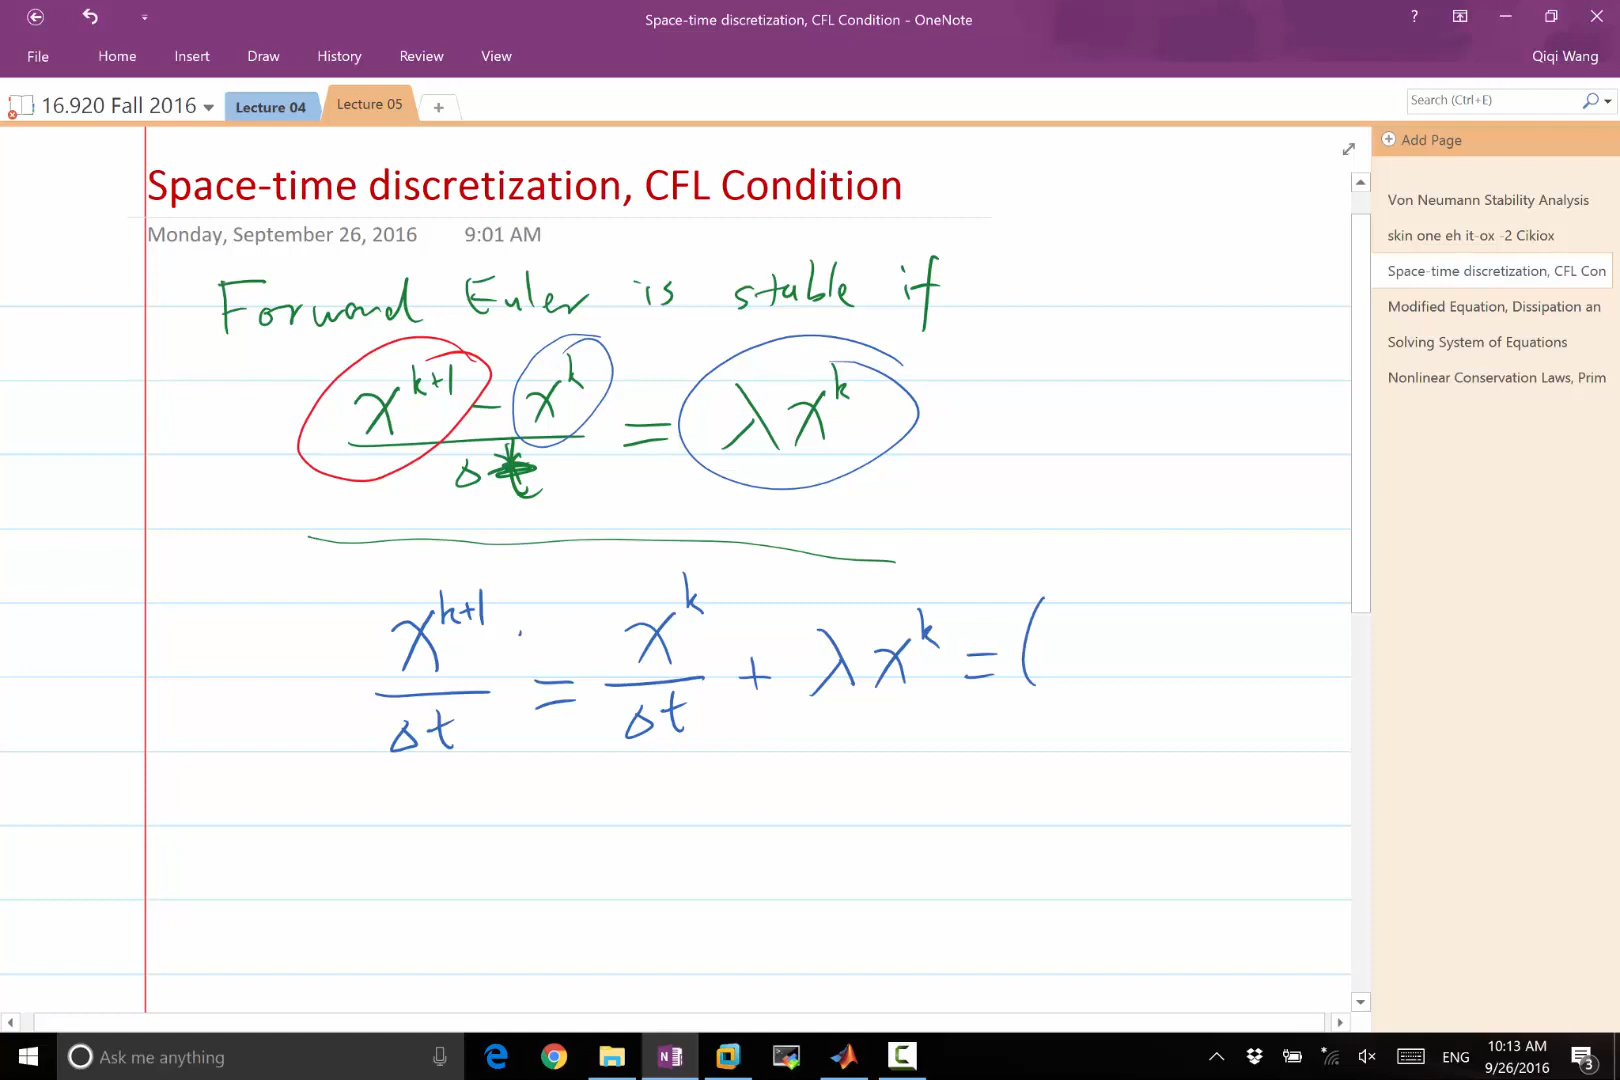 Space-time discretization, CFL Condition - OneNote
?
File Home Insert Draw History Review View
Qiqi Wang
16.920 Fall 2016
Lecture 04
Lecture 05
Search (Ctrl+E)
Add Page
Space-time discretization, CFL Condition
Monday, September 26, 2016 9:01 AM
Forward Euler is stable if
(x^{k+1} - x^k) / Δt = λx^k
x^{k+1} / Δt = x^k / Δt + λx^k = (
Von Neumann Stability Analysis
skin one eh it-ox -2 Cikiox
Space-time discretization, CFL Con
Modified Equation, Dissipation an
Solving System of Equations
Nonlinear Conservation Laws, Prim
Ask me anything
ENG
10:13 AM
9/26/2016
3